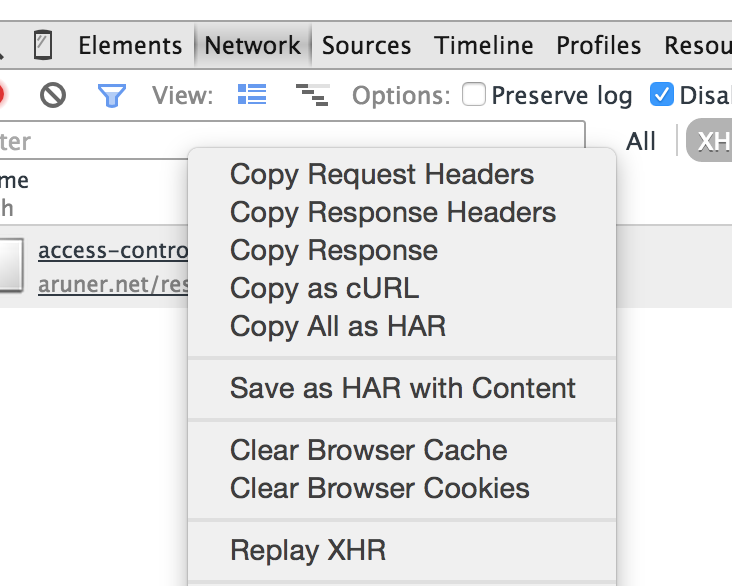 Elements Network Sources Timeline Profiles Resou
View: Options: Preserve log Disal
ter All XH
me
h
access-contro
aruner.net/res
Copy Request Headers
Copy Response Headers
Copy Response
Copy as cURL
Copy All as HAR
Save as HAR with Content
Clear Browser Cache
Clear Browser Cookies
Replay XHR